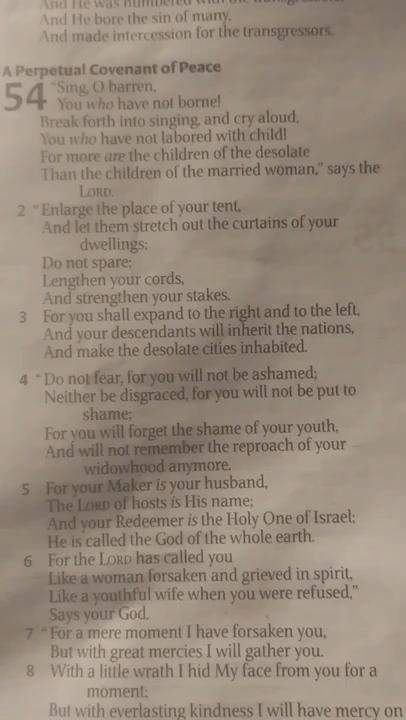 And He was numbered with the transgressors,
And He bore the sin of many,
And made intercession for the transgressors.
A Perpetual Covenant of Peace
54 "Sing, O barren,
You who have not borne!
Break forth into singing, and cry aloud,
You who have not labored with child!
For more are the children of the desolate
Than the children of the married woman," says the
LORD.
2 "Enlarge the place of your tent,
And let them stretch out the curtains of your
dwellings;
Do not spare;
Lengthen your cords,
And strengthen your stakes.
3 For you shall expand to the right and to the left,
And your descendants will inherit the nations,
And make the desolate cities inhabited.
4 "Do not fear, for you will not be ashamed;
Neither be disgraced, for you will not be put to
shame;
For you will forget the shame of your youth,
And will not remember the reproach of your
widowhood anymore.
5 For your Maker is your husband,
The LORD of hosts is His name;
And your Redeemer is the Holy One of Israel;
He is called the God of the whole earth.
6 For the LORD has called you
Like a woman forsaken and grieved in spirit,
Like a youthful wife when you were refused,"
Says your God.
7 "For a mere moment I have forsaken you,
But with great mercies I will gather you.
8 With a little wrath I hid My face from you for a
moment;
But with everlasting kindness I will have mercy on